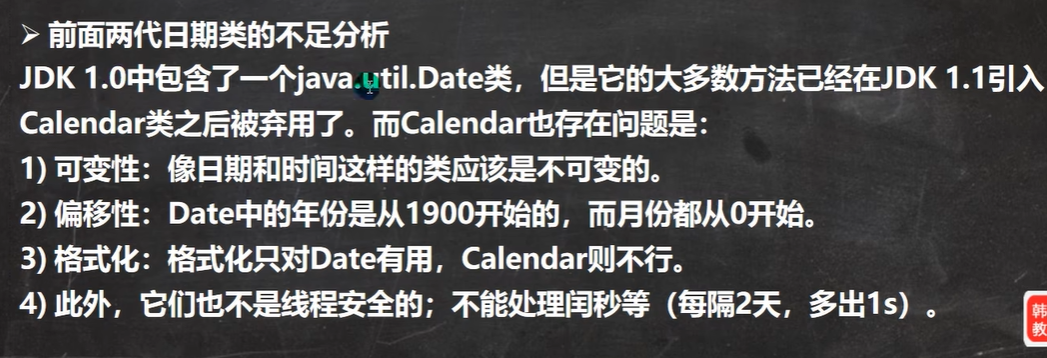 ➢ 前面两代日期类的不足分析
JDK 1.0中包含了一个java.util.Date类，但是它的大多数方法已经在JDK 1.1引入
Calendar类之后被弃用了。而Calendar也存在问题是：
1) 可变性：像日期和时间这样的类应该是不可变的。
2) 偏移性：Date中的年份是从1900开始的，而月份都从0开始。
3) 格式化：格式化只对Date有用，Calendar则不行。
4) 此外，它们也不是线程安全的；不能处理闰秒等（每隔2天，多出1s）。
韩
教